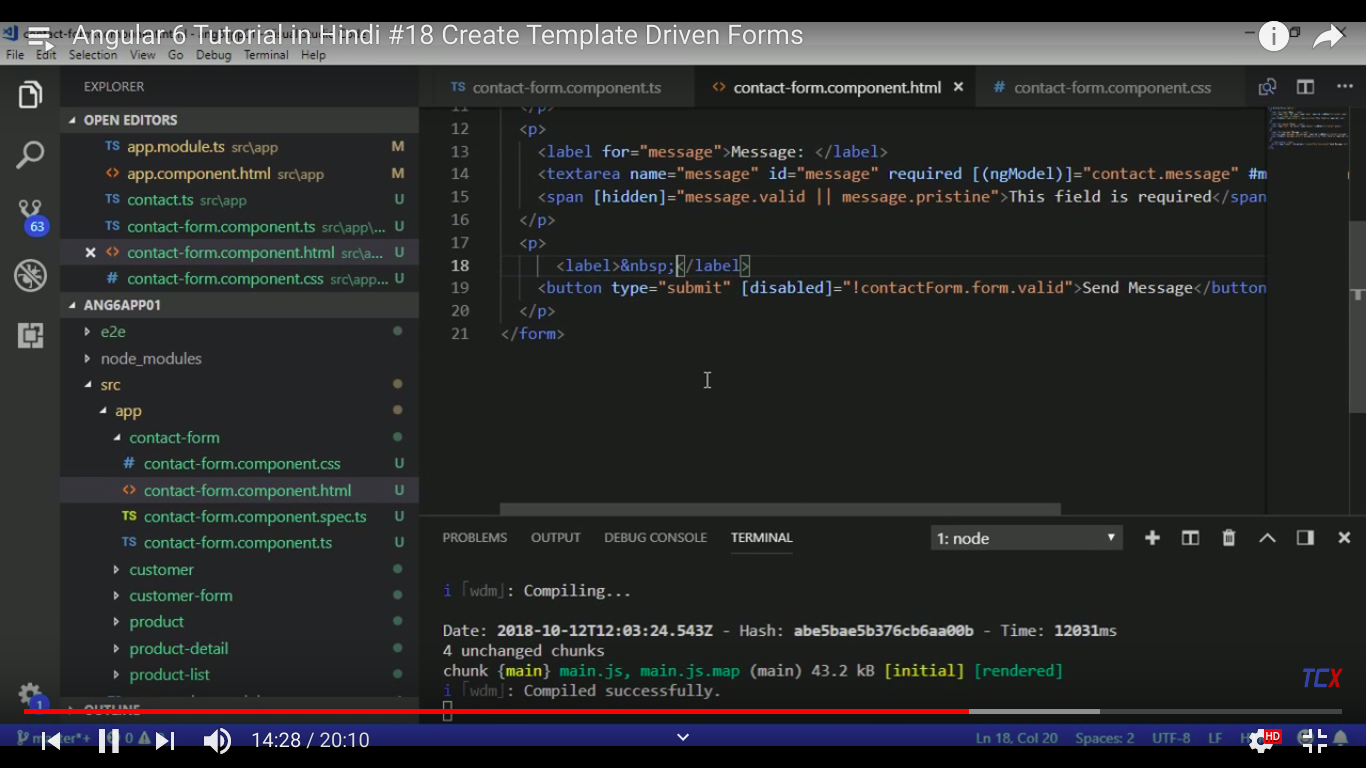 Angular 6 Tutorial in Hindi #18 Create Template Driven Forms
File Edit Selection View Go Debug Terminal Help
EXPLORER
OPEN EDITORS
TS app.module.ts src\app M
<> app.component.html src\app M
TS contact.ts src\app U
TS contact-form.component.ts src\app\... U
<> contact-form.component.html src\a... U
# contact-form.component.css src\app... U
63
ANG6APP01
e2e
node_modules
src
app
contact-form
# contact-form.component.css U
<> contact-form.component.html U
TS contact-form.component.spec.ts U
TS contact-form.component.ts U
customer
customer-form
product
product-detail
product-list
OUTLINE
1
TS contact-form.component.ts <> contact-form.component.html # contact-form.component.css
11 </p>
12 <p>
13 <label for="message">Message: </label>
14 <textarea name="message" id="message" required [(ngModel)]="contact.message" #m
15 <span [hidden]="message.valid || message.pristine">This field is required</span
16 </p>
17 <p>
18 <label>&nbsp;</label>
19 <button type="submit" [disabled]="!contactForm.form.valid">Send Message</button
20 </p>
21 </form>
PROBLEMS OUTPUT DEBUG CONSOLE TERMINAL 1: node
i ｢wdm｣: Compiling...
Date: 2018-10-12T12:03:24.543Z - Hash: abe5bae5b376cb6aa00b - Time: 12031ms
4 unchanged chunks
chunk {main} main.js, main.js.map (main) 43.2 kB [initial] [rendered]
i ｢wdm｣: Compiled successfully.
TCX
14:28 / 20:10
Ln 18, Col 20 Spaces: 2 UTF-8 LF
HD